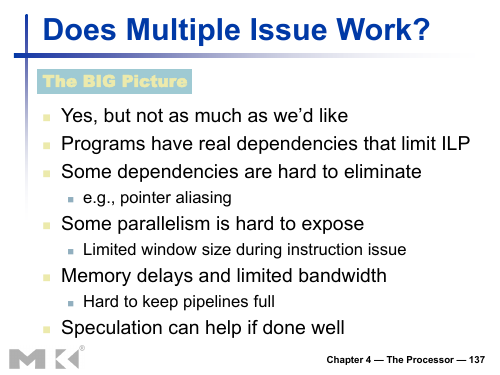 Does Multiple Issue Work?
The BIG Picture
Yes, but not as much as we'd like
Programs have real dependencies that limit ILP
Some dependencies are hard to eliminate
e.g., pointer aliasing
Some parallelism is hard to expose
Limited window size during instruction issue
Memory delays and limited bandwidth
Hard to keep pipelines full
Speculation can help if done well
MK®
Chapter 4 — The Processor — 137